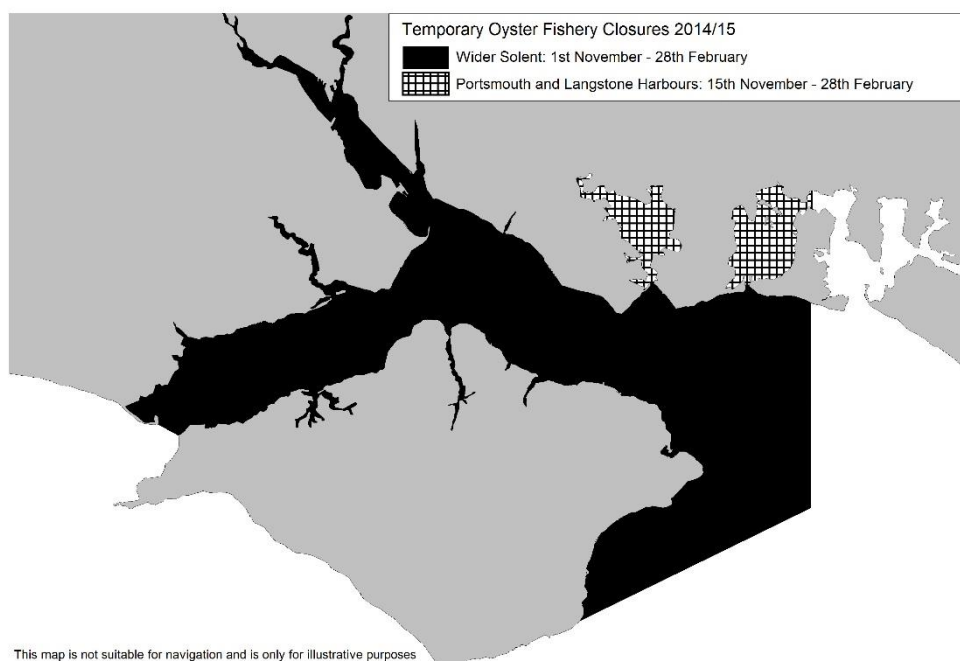 Temporary Oyster Fishery Closures 2014/15
Wider Solent: 1st November - 28th February
Portsmouth and Langstone Harbours: 15th November - 28th February
This map is not suitable for navigation and is only for illustrative purposes